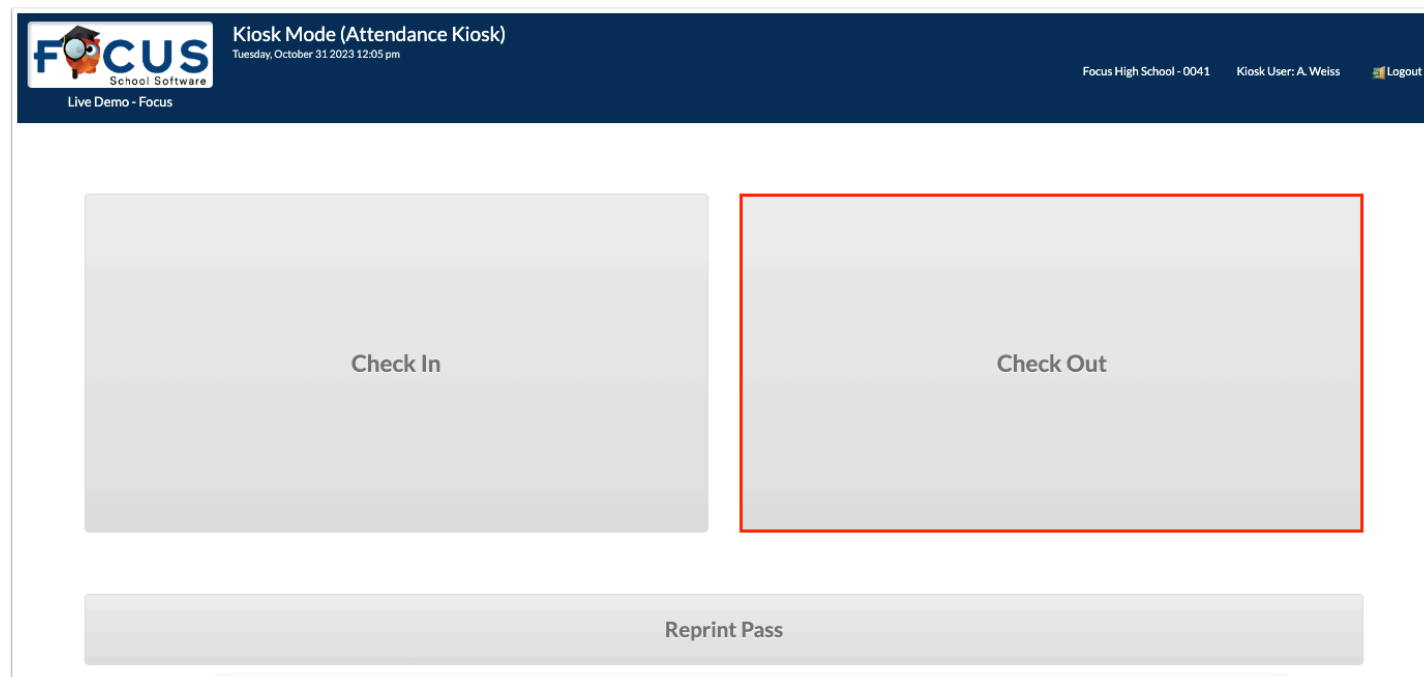 FOCUS
School Software
Live Demo - Focus
Kiosk Mode (Attendance Kiosk)
Tuesday, October 31 2023 12:05 pm
Focus High School - 0041 Kiosk User: A. Weiss Logout
Check In
Check Out
Reprint Pass